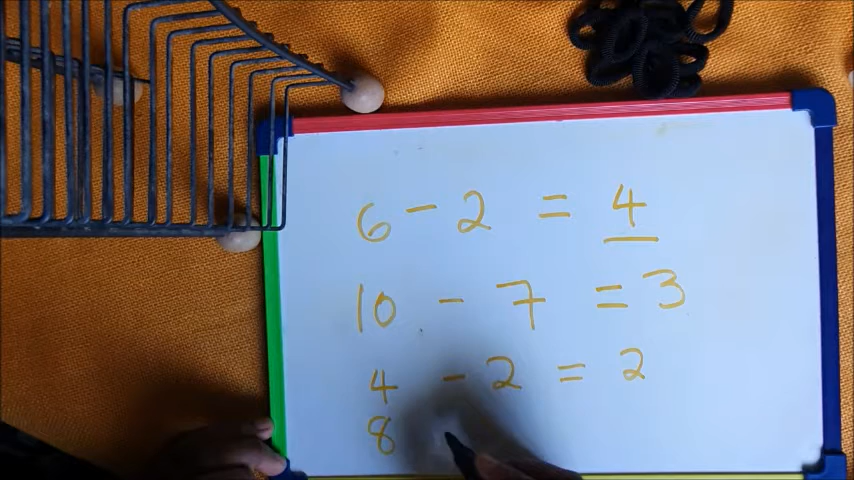 6 - 2 = 4
10 - 7 = 3
4 - 2 = 2
8